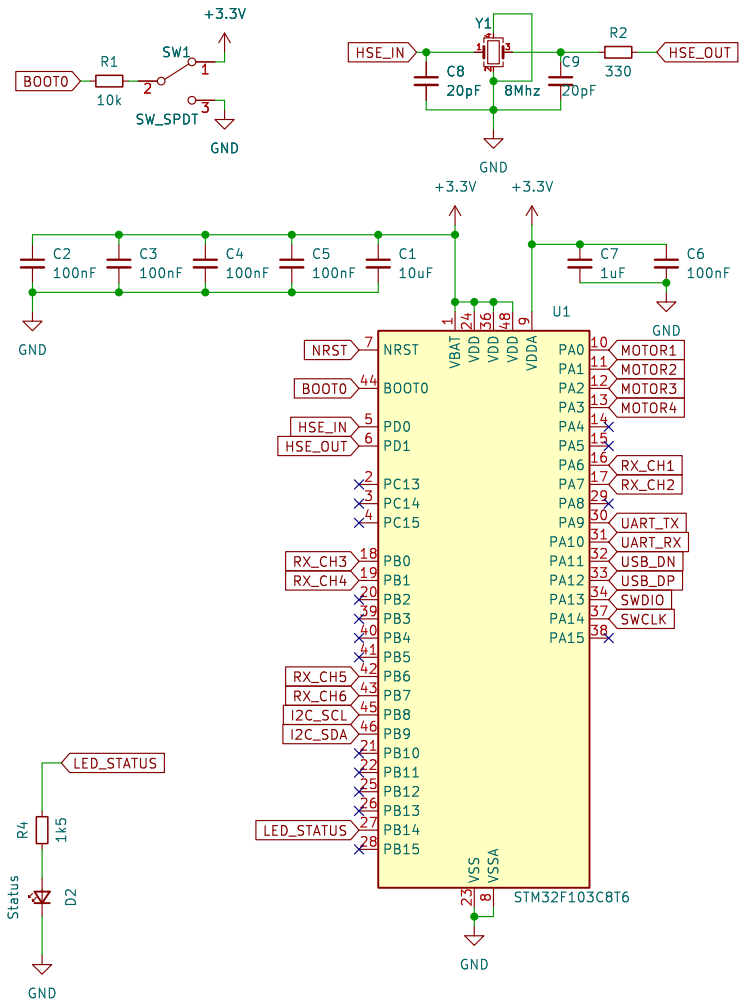 +3.3V
SW1
R1
BOOT0
10k
1
2
3
SW_SPDT
GND
Y1
HSE_IN
1
4
3
2
R2
HSE_OUT
330
C8
20pF
8Mhz
C9
20pF
GND
+3.3V
+3.3V
C2
100nF
C3
100nF
C4
100nF
C5
100nF
C1
10uF
C7
1uF
C6
100nF
GND
GND
U1
1
24
36
48
9
VBAT
VDD
VDD
VDD
VDDA
NRST 7 NRST
BOOT0 44 BOOT0
HSE_IN 5 PD0
HSE_OUT 6 PD1
2 PC13
3 PC14
4 PC15
RX_CH3 18 PB0
RX_CH4 19 PB1
20 PB2
39 PB3
40 PB4
41 PB5
RX_CH5 42 PB6
RX_CH6 43 PB7
I2C_SCL 45 PB8
I2C_SDA 46 PB9
21 PB10
22 PB11
25 PB12
26 PB13
LED_STATUS 27 PB14
28 PB15
PA0 10 MOTOR1
PA1 11 MOTOR2
PA2 12 MOTOR3
PA3 13 MOTOR4
PA4 14
PA5 15
PA6 16 RX_CH1
PA7 17 RX_CH2
PA8 29
PA9 30 UART_TX
PA10 31 UART_RX
PA11 32 USB_DN
PA12 33 USB_DP
PA13 34 SWDIO
PA14 37 SWCLK
PA15 38
VSS
VSSA
23
8
STM32F103C8T6
GND
LED_STATUS
R4
1k5
Status
D2
GND